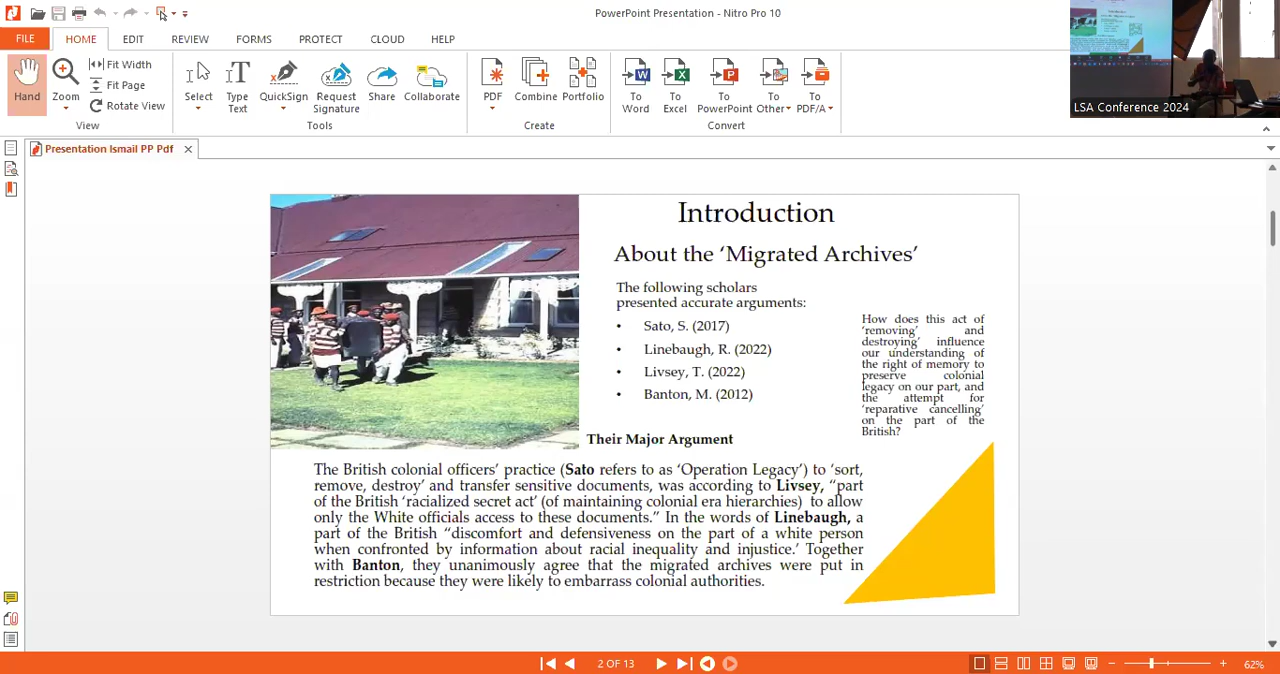 PowerPoint Presentation - Nitro Pro 10
FILE HOME EDIT REVIEW FORMS PROTECT CLOUD HELP
Hand
Zoom
Fit Width
Fit Page
Rotate View
View
Select
Type Text
QuickSign
Request Signature
Share
Collaborate
Tools
PDF
Combine
Portfolio
Create
To Word
To Excel
To PowerPoint
To Other
To PDF/A
Convert
LSA Conference 2024
Presentation Ismail PP Pdf
Introduction
About the ‘Migrated Archives’
The following scholars
presented accurate arguments:
• Sato, S. (2017)
• Linebaugh, R. (2022)
• Livsey, T. (2022)
• Banton, M. (2012)
How does this act of
‘removing’ and
destroying’ influence
our understanding of
the right of memory to
preserve colonial
legacy on our part, and
the attempt for
‘reparative cancelling’
on the part of the
British?
Their Major Argument
The British colonial officers’ practice (Sato refers to as ‘Operation Legacy’) to ‘sort,
remove, destroy’ and transfer sensitive documents, was according to Livsey, “part
of the British ‘racialized secret act’ (of maintaining colonial era hierarchies) to allow
only the White officials access to these documents.” In the words of Linebaugh, a
part of the British “discomfort and defensiveness on the part of a white person
when confronted by information about racial inequality and injustice.’ Together
with Banton, they unanimously agree that the migrated archives were put in
restriction because they were likely to embarrass colonial authorities.
2 OF 13
62%